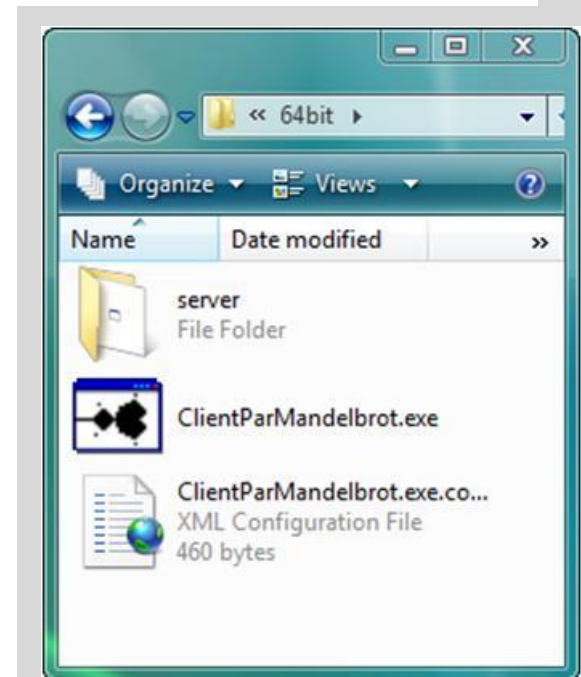 « 64bit
Organize Views
Name Date modified »
server
File Folder
ClientParMandelbrot.exe
ClientParMandelbrot.exe.co...
XML Configuration File
460 bytes